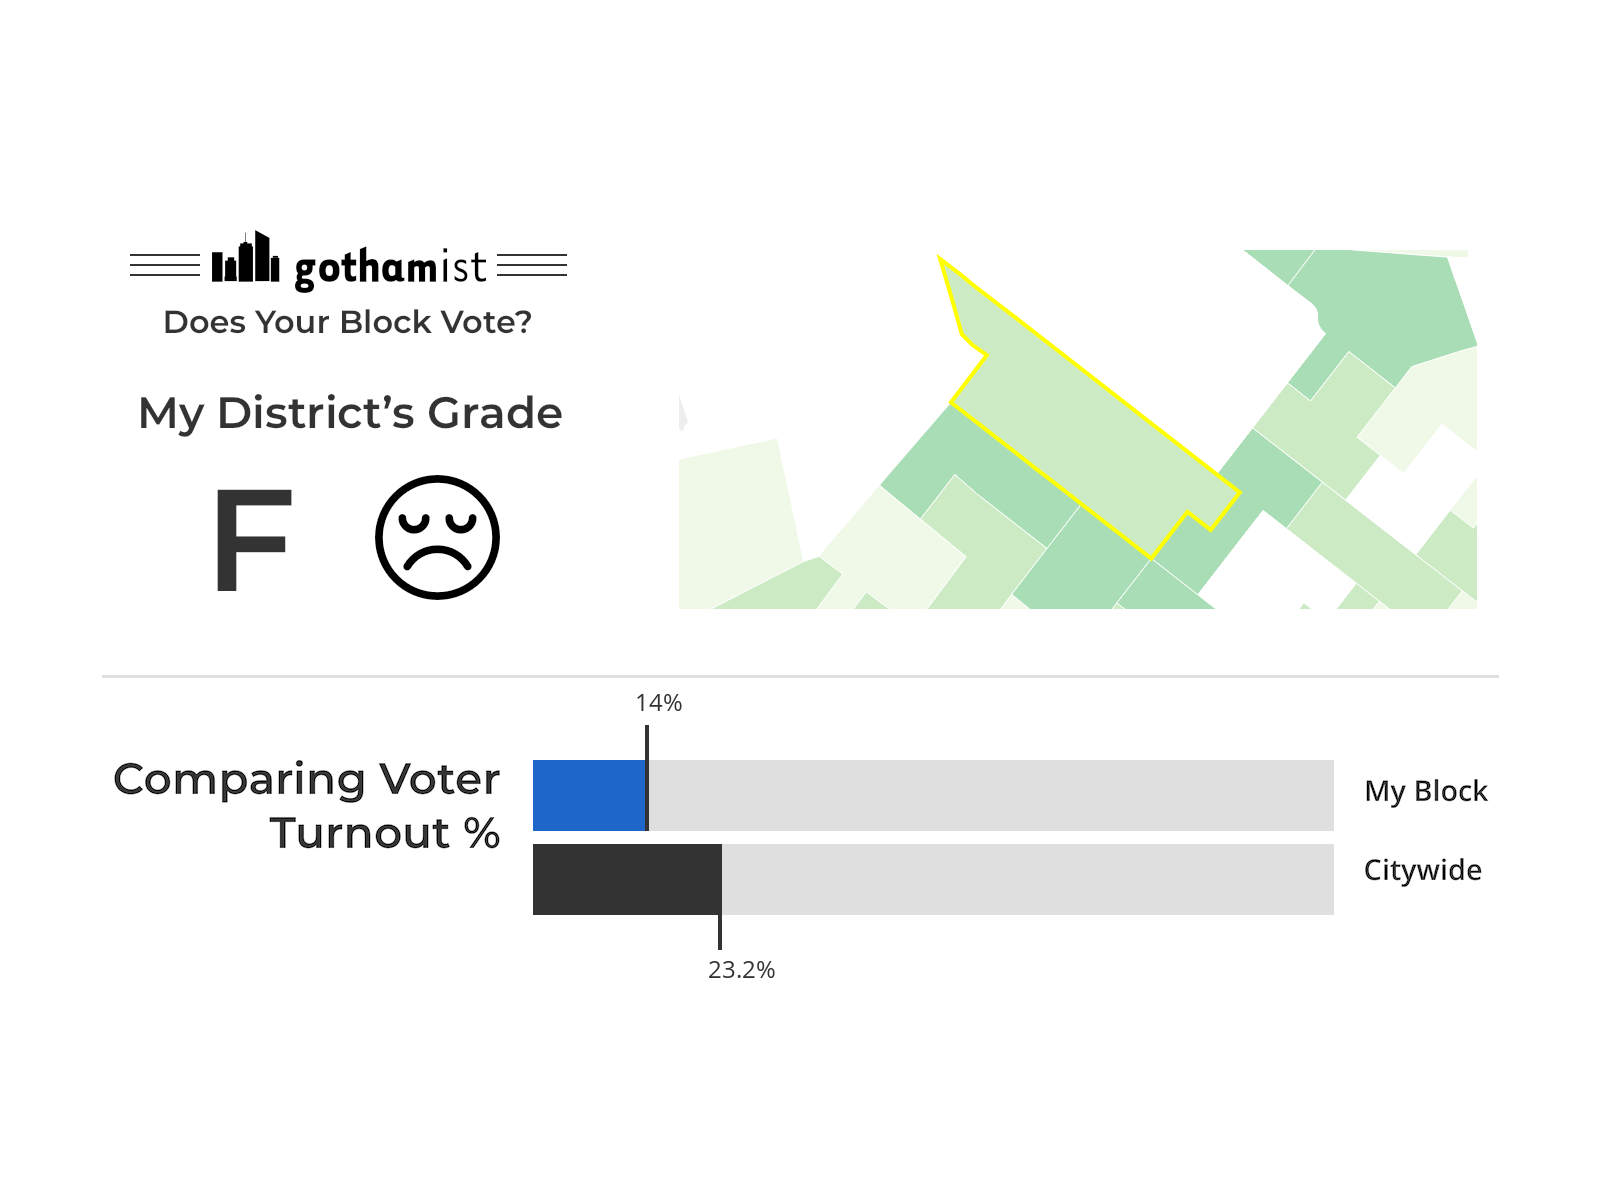 gothamist
Does Your Block Vote?
My District’s Grade
F
14%
Comparing Voter
Turnout %
My Block
Citywide
23.2%